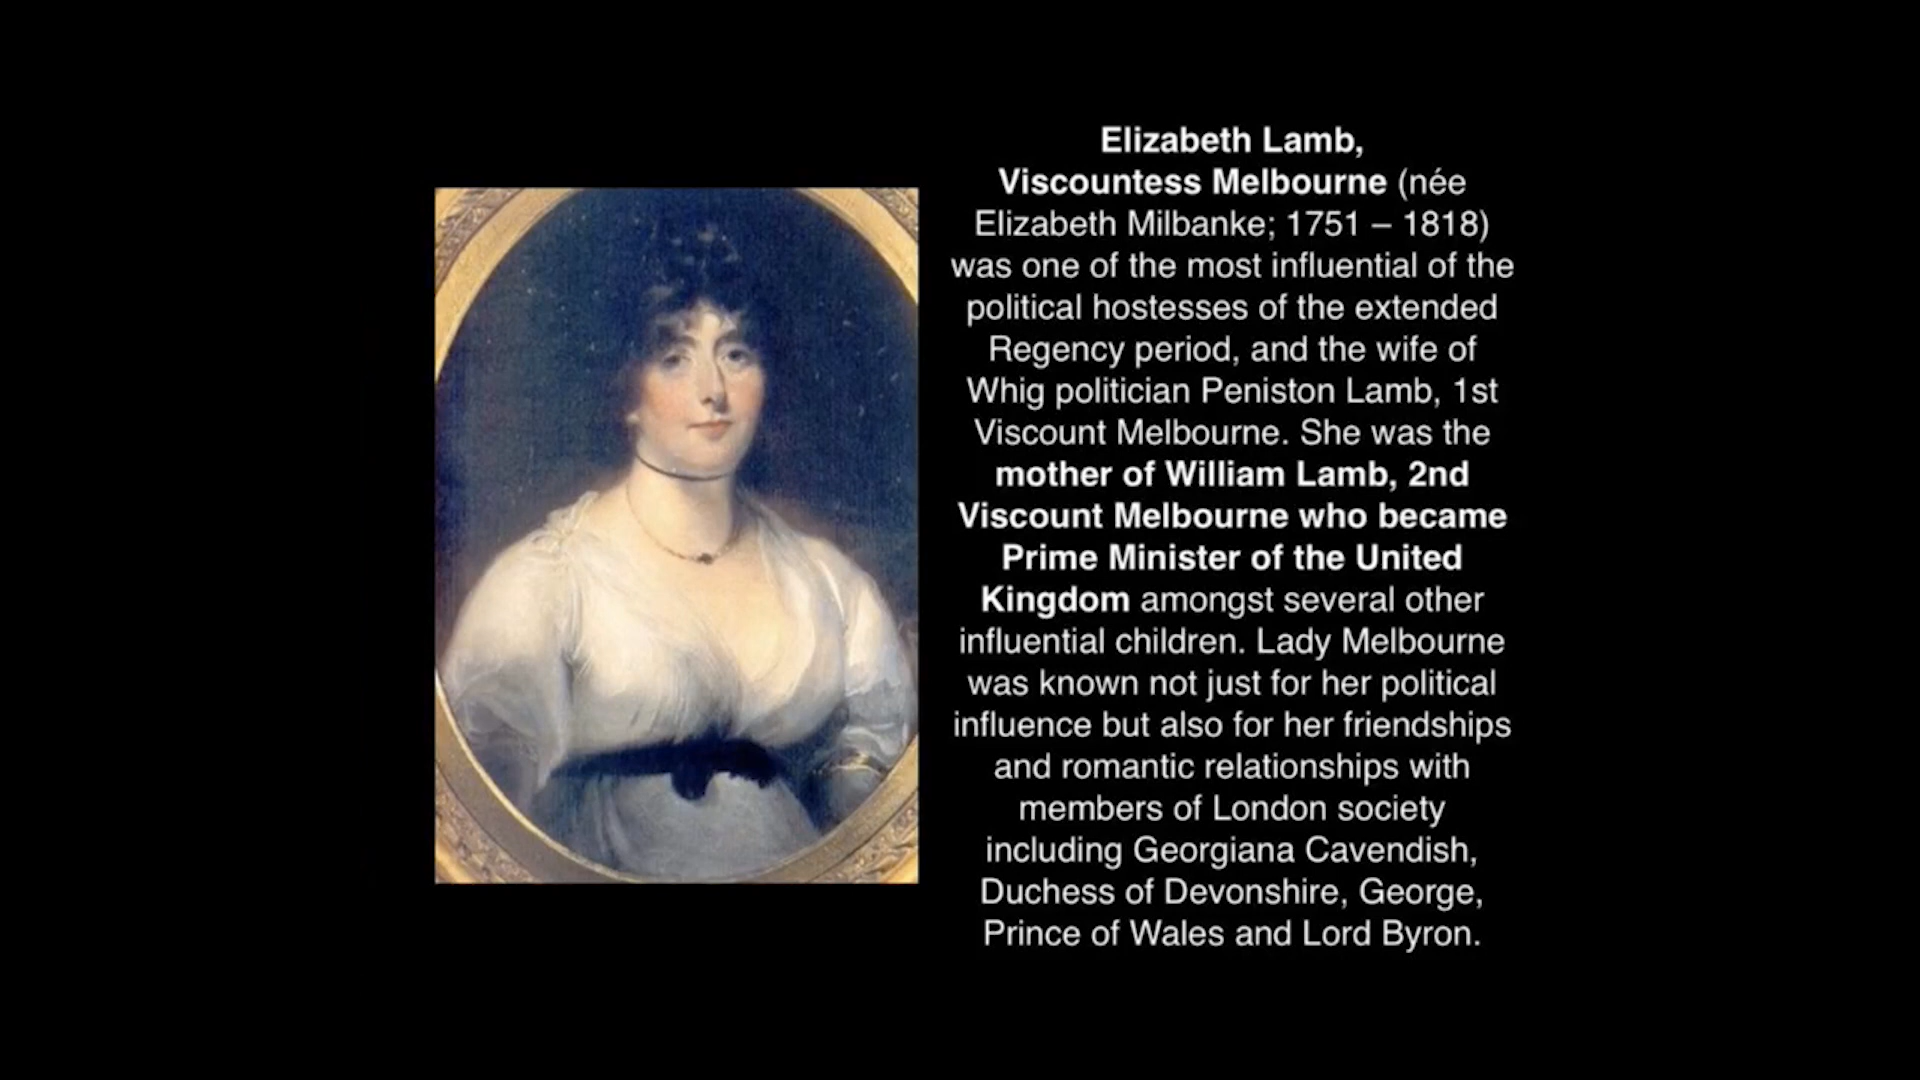 Elizabeth Lamb,
Viscountess Melbourne (née
Elizabeth Milbanke; 1751 – 1818)
was one of the most influential of the
political hostesses of the extended
Regency period, and the wife of
Whig politician Peniston Lamb, 1st
Viscount Melbourne. She was the
mother of William Lamb, 2nd
Viscount Melbourne who became
Prime Minister of the United
Kingdom amongst several other
influential children. Lady Melbourne
was known not just for her political
influence but also for her friendships
and romantic relationships with
members of London society
including Georgiana Cavendish,
Duchess of Devonshire, George,
Prince of Wales and Lord Byron.